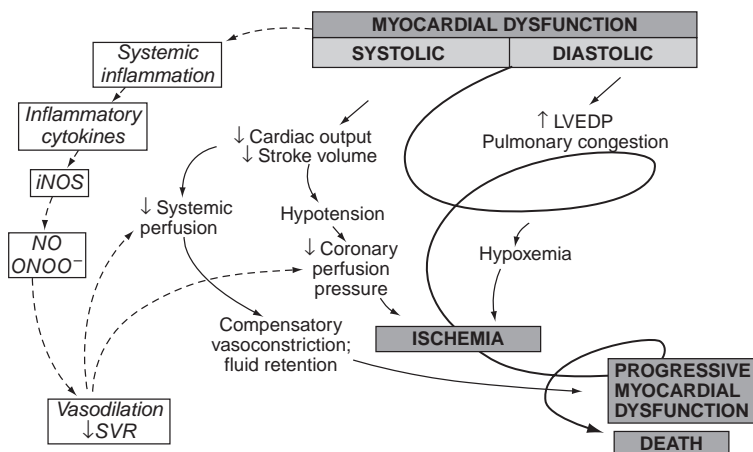 MYOCARDIAL DYSFUNCTION
SYSTOLIC DIASTOLIC
Systemic
inflammation
Inflammatory
cytokines
iNOS
NO
ONOO⁻
Vasodilation
↓SVR
↓ Cardiac output
↓ Stroke volume
↓ Systemic
perfusion
Hypotension
↓ Coronary
perfusion
pressure
Compensatory
vasoconstriction;
fluid retention
↑ LVEDP
Pulmonary congestion
Hypoxemia
ISCHEMIA
PROGRESSIVE
MYOCARDIAL
DYSFUNCTION
DEATH